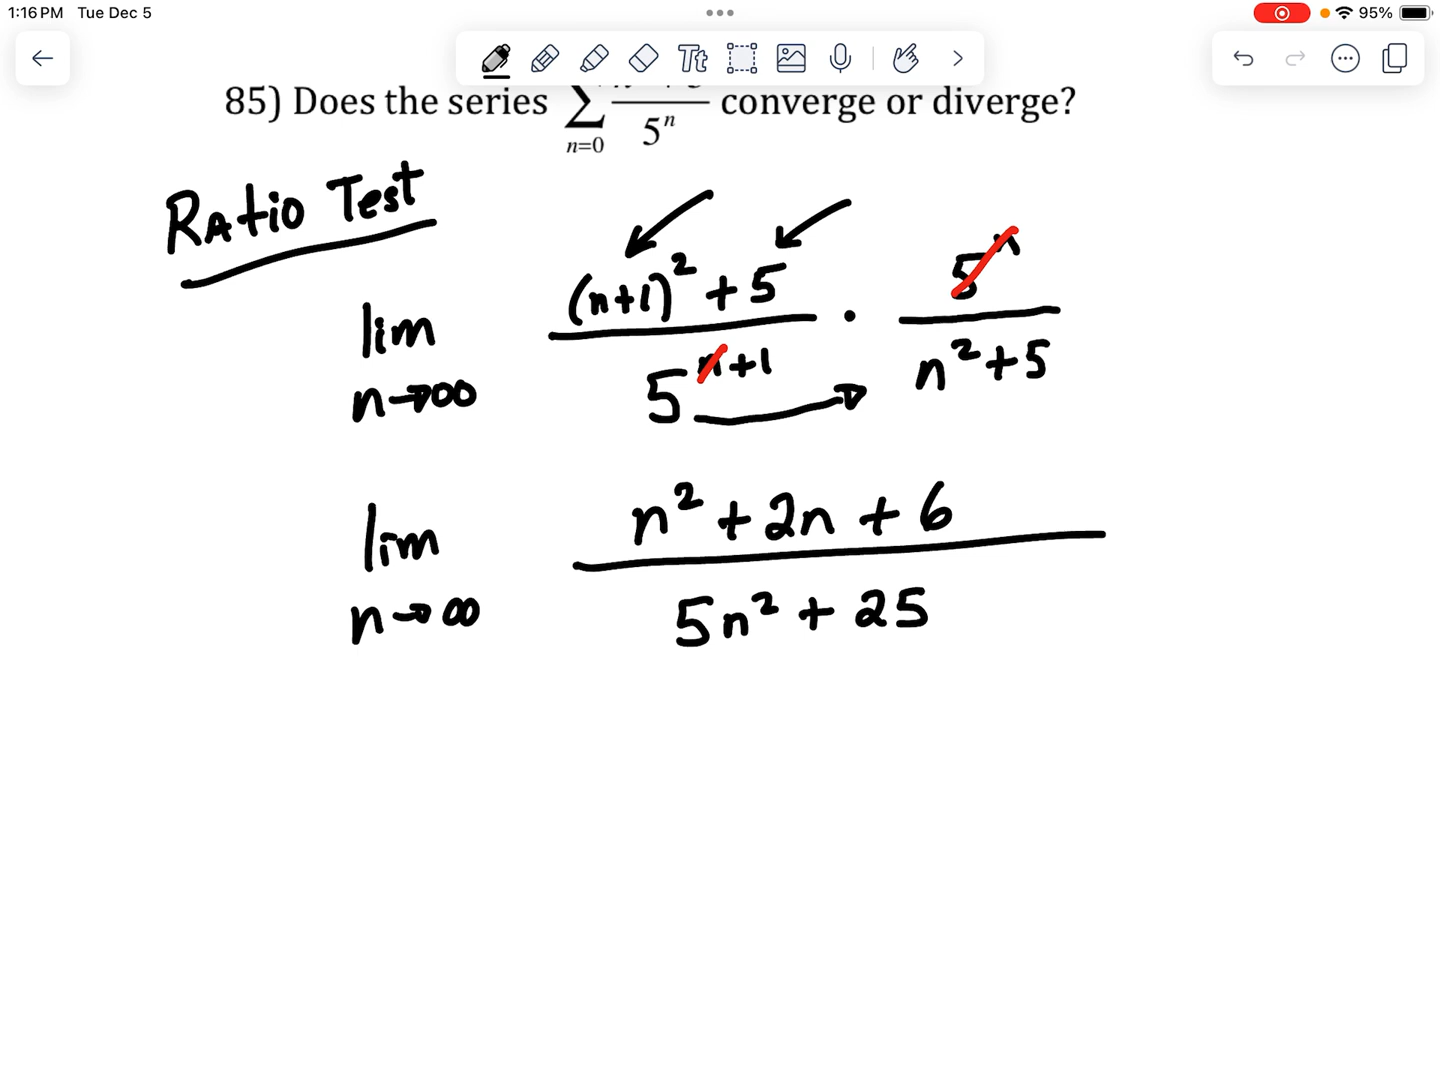 1:16 PM Tue Dec 5 95%
Tt
85) Does the series ∑ n=0 5ⁿ converge or diverge?
Ratio Test
lim n→∞ (n+1)² + 5 / 5ⁿ⁺¹ · 5ⁿ / n² + 5
lim n→∞ n² + 2n + 6 / 5n² + 25